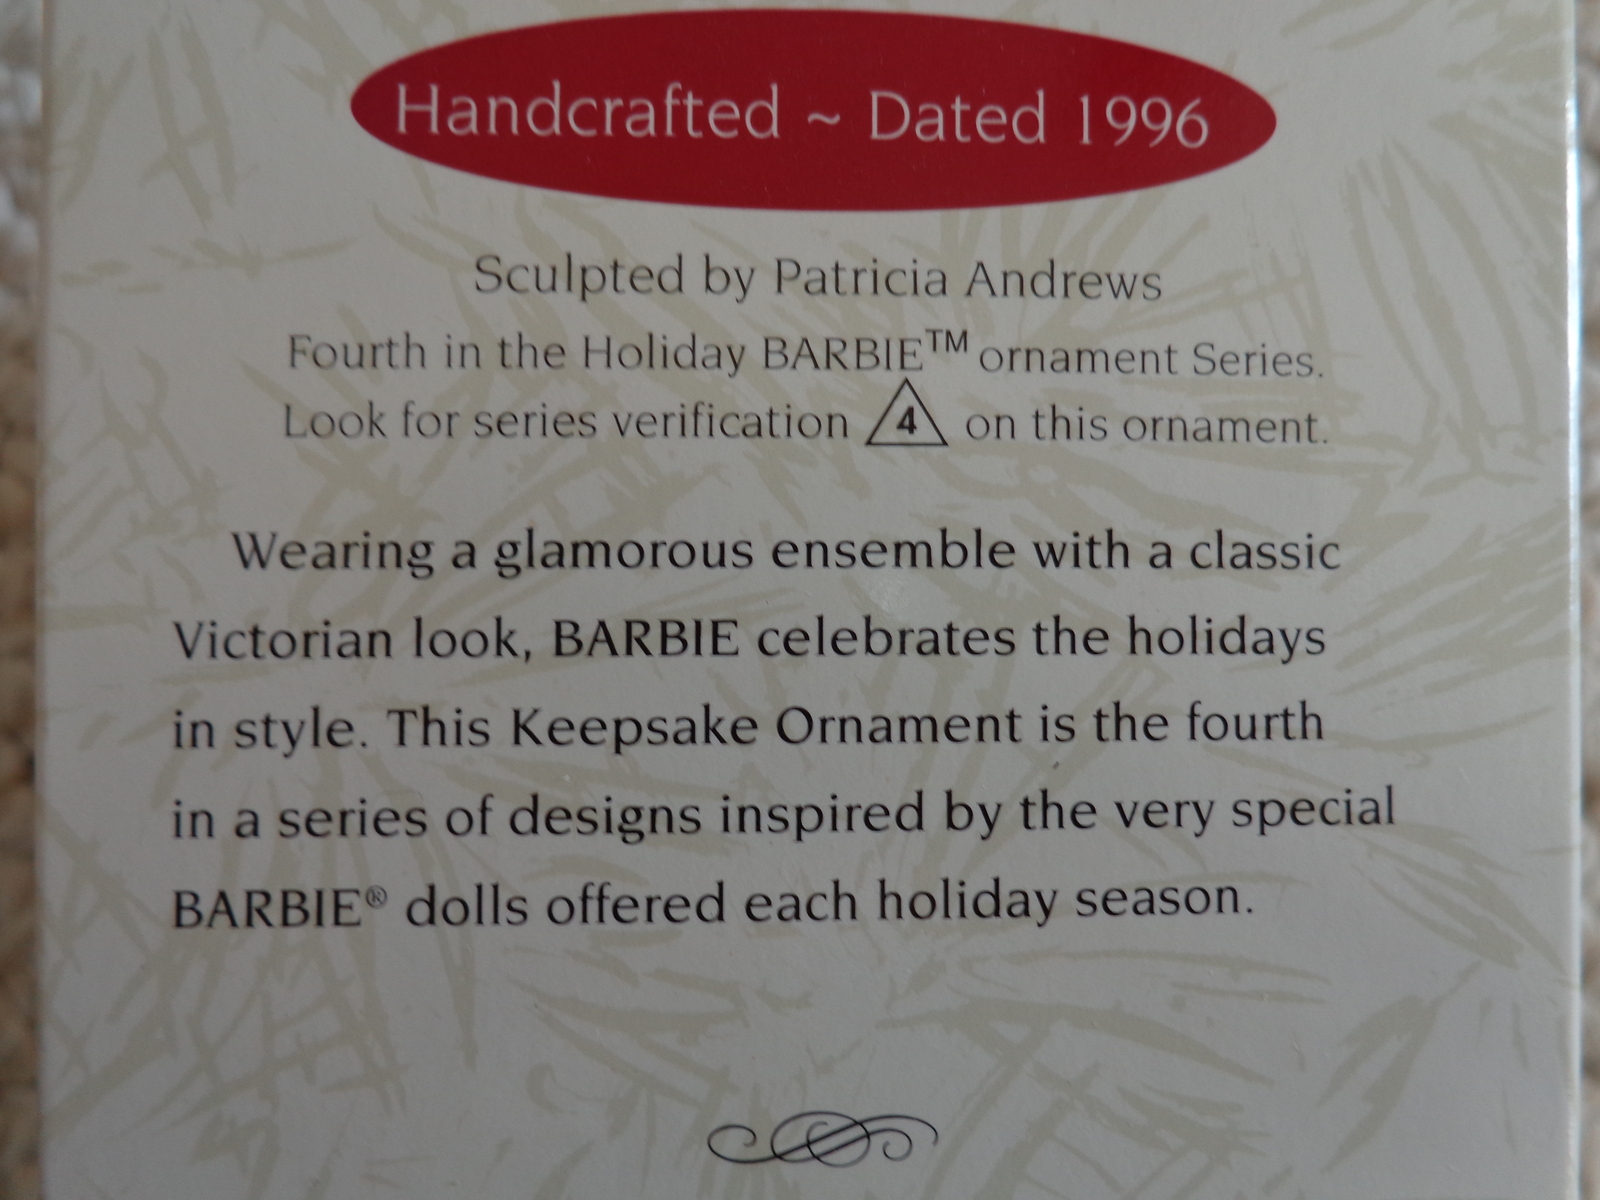 Handcrafted ~ Dated 1996
Sculpted by Patricia Andrews
Fourth in the Holiday BARBIE™ ornament Series.
Look for series verification 4 on this ornament.
Wearing a glamorous ensemble with a classic
Victorian look, BARBIE celebrates the holidays
in style. This Keepsake Ornament is the fourth
in a series of designs inspired by the very special
BARBIE® dolls offered each holiday season.